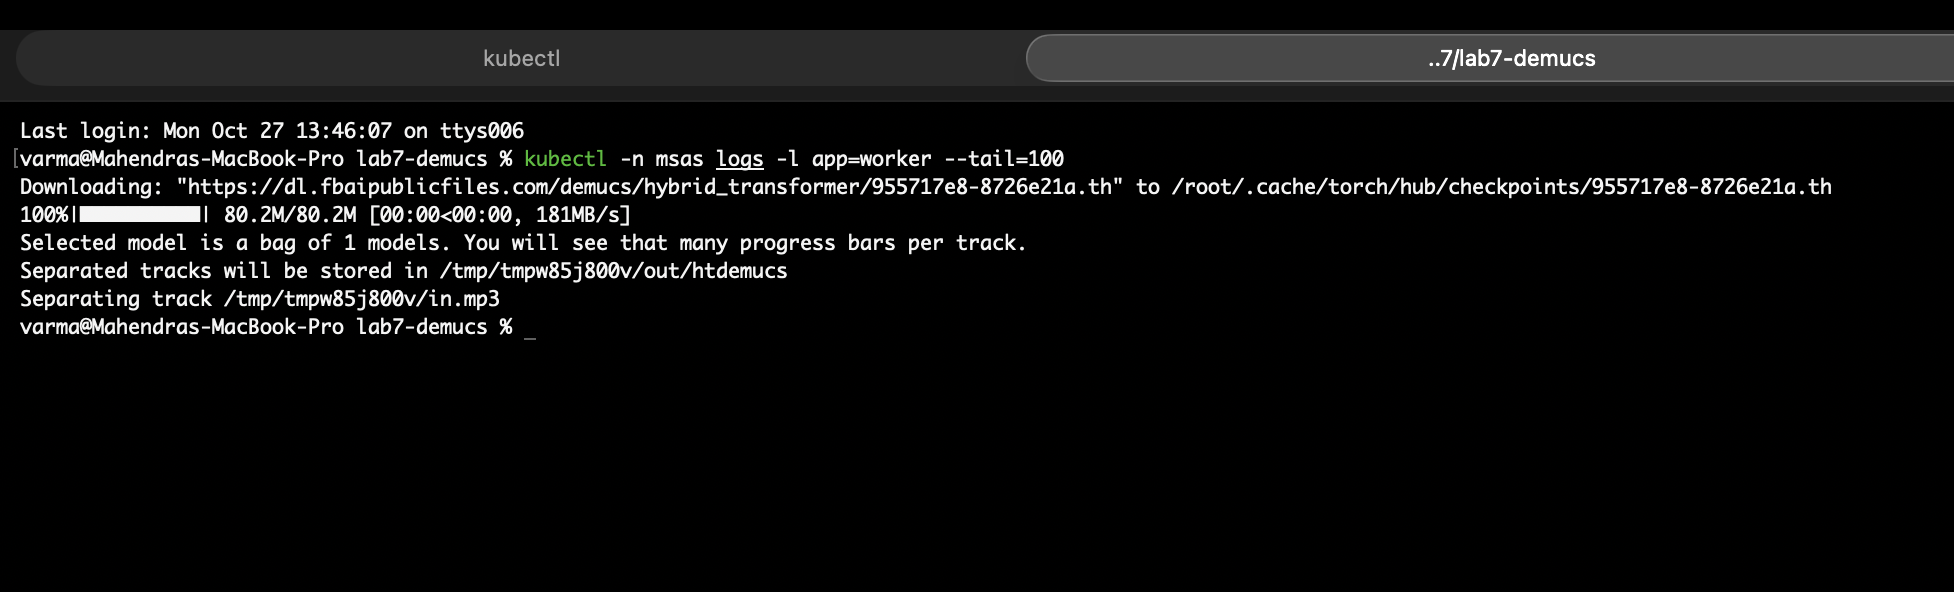 kubectl
..7/lab7-demucs
Last login: Mon Oct 27 13:46:07 on ttys006
[varma@Mahendras-MacBook-Pro lab7-demucs % kubectl -n msas logs -l app=worker --tail=100
Downloading: "https://dl.fbaipublicfiles.com/demucs/hybrid_transformer/955717e8-8726e21a.th" to /root/.cache/torch/hub/checkpoints/955717e8-8726e21a.th
100%|██████████| 80.2M/80.2M [00:00<00:00, 181MB/s]
Selected model is a bag of 1 models. You will see that many progress bars per track.
Separated tracks will be stored in /tmp/tmpw85j800v/out/htdemucs
Separating track /tmp/tmpw85j800v/in.mp3
varma@Mahendras-MacBook-Pro lab7-demucs % _